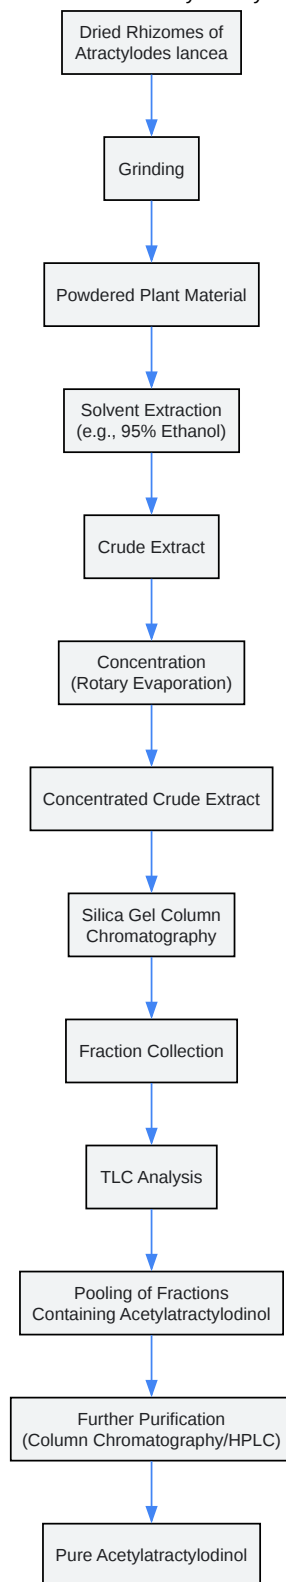 Dried Rhizomes of
Atractylodes lancea
Grinding
Powdered Plant Material
Solvent Extraction
(e.g., 95% Ethanol)
Crude Extract
Concentration
(Rotary Evaporation)
Concentrated Crude Extract
Silica Gel Column
Chromatography
Fraction Collection
TLC Analysis
Pooling of Fractions
Containing Acetylatractylodinol
Further Purification
(Column Chromatography/HPLC)
Pure Acetylatractylodinol